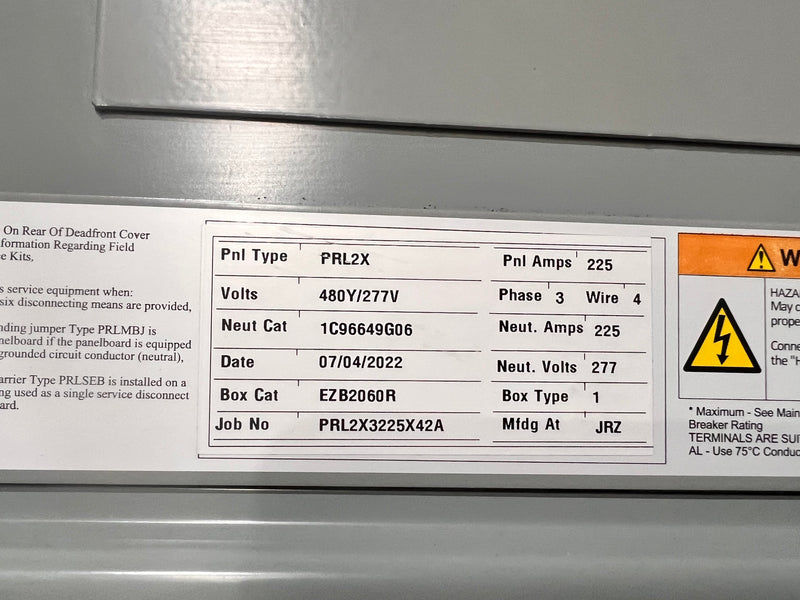 On Rear Of Deadfront Cover
formation Regarding Field
e Kits.
s service equipment when:
six disconnecting means are provided,
nding jumper Type PRLMBJ is
nelboard if the panelboard is equipped
grounded circuit conductor (neutral),
arrier Type PRLSEB is installed on a
ng used as a single service disconnect
ard.
Pnl Type PRL2X Pnl Amps 225
Volts 480Y/277V Phase 3 Wire 4
Neut Cat 1C96649G06 Neut. Amps 225
Date 07/04/2022 Neut. Volts 277
Box Cat EZB2060R Box Type 1
Job No PRL2X3225X42A Mfdg At JRZ
W
HAZA
May c
prope
Conne
the "H
* Maximum - See Main
Breaker Rating
TERMINALS ARE SUI
AL - Use 75°C Conduc